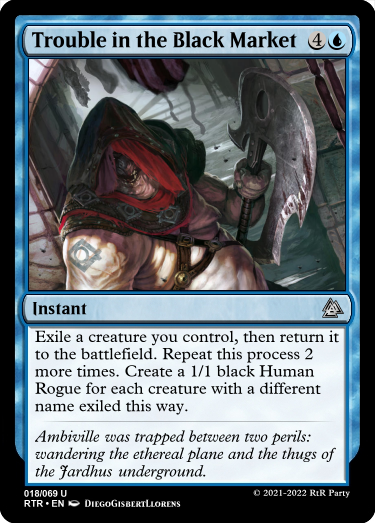 Trouble in the Black Market 4
Instant
Exile a creature you control, then return it
to the battlefield. Repeat this process 2
more times. Create a 1/1 black Human
Rogue for each creature with a different
name exiled this way.
Ambiville was trapped between two perils:
wandering the ethereal plane and the thugs of
the Jardhus underground.
018/069 U
RTR • EN DiegoGisbertLlorens
© 2021-2022 RtR Party